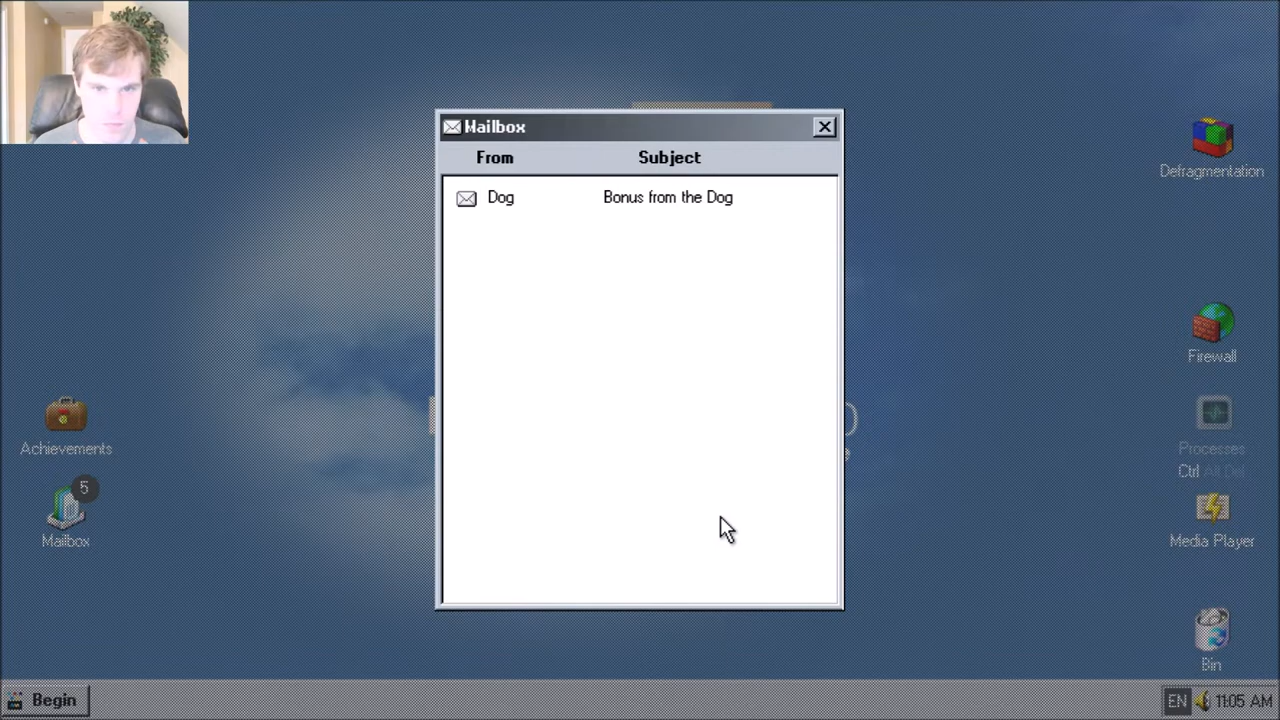 Mailbox
From Subject
Dog Bonus from the Dog
Defragmentation
Firewall
Achievements
Processes
Ctrl Alt Del
5
Mailbox
Media Player
Bin
Begin
EN 11:05 AM